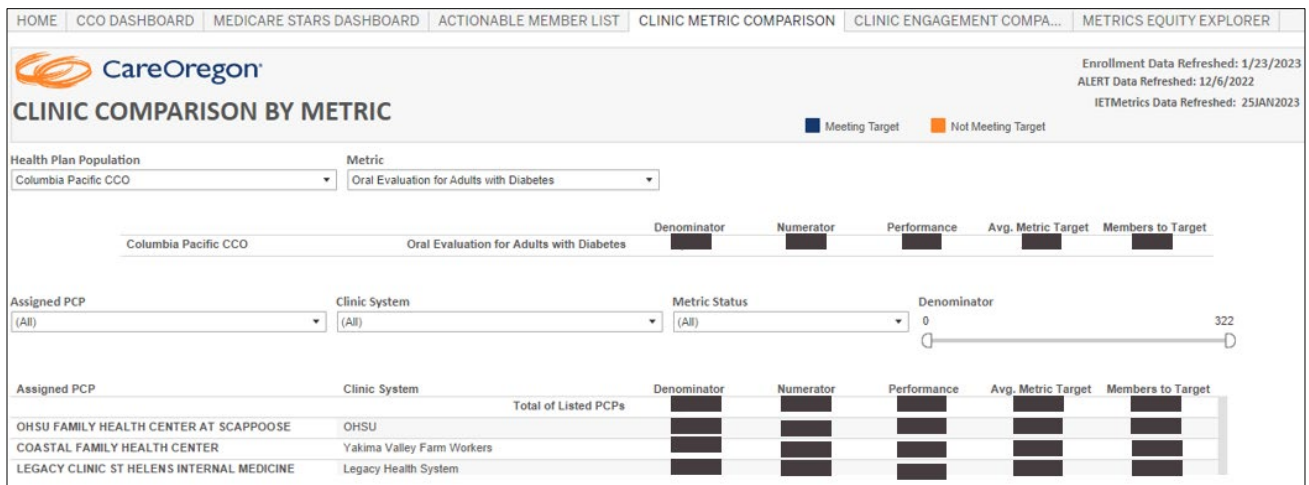 HOME CCO DASHBOARD MEDICARE STARS DASHBOARD ACTIONABLE MEMBER LIST CLINIC METRIC COMPARISON CLINIC ENGAGEMENT COMPA... METRICS EQUITY EXPLORER
CareOregon
Enrollment Data Refreshed: 1/23/2023
ALERT Data Refreshed: 12/6/2022
IETMetrics Data Refreshed: 25JAN2023
CLINIC COMPARISON BY METRIC
Meeting Target Not Meeting Target
Health Plan Population Metric
Columbia Pacific CCO Oral Evaluation for Adults with Diabetes
Denominator Numerator Performance Avg. Metric Target Members to Target
Columbia Pacific CCO Oral Evaluation for Adults with Diabetes
Assigned PCP Clinic System Metric Status Denominator
(All) (All) (All) 0 322
Assigned PCP Clinic System Denominator Numerator Performance Avg. Metric Target Members to Target
Total of Listed PCPs
OHSU FAMILY HEALTH CENTER AT SCAPPOOSE OHSU
COASTAL FAMILY HEALTH CENTER Yakima Valley Farm Workers
LEGACY CLINIC ST HELENS INTERNAL MEDICINE Legacy Health System